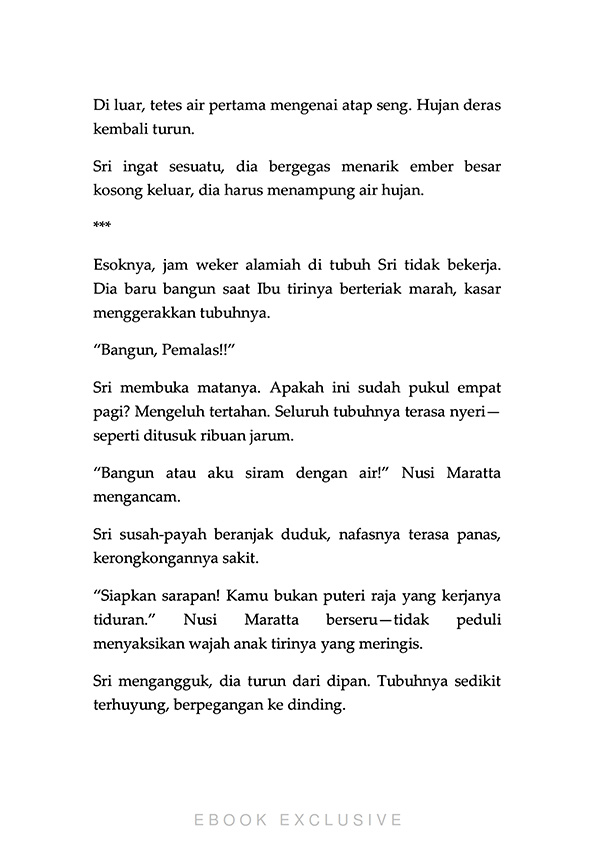 Di luar, tetes air pertama mengenai atap seng. Hujan deras
kembali turun.
Sri ingat sesuatu, dia bergegas menarik ember besar
kosong keluar, dia harus menampung air hujan.
***
Esoknya, jam weker alamiah di tubuh Sri tidak bekerja.
Dia baru bangun saat Ibu tirinya berteriak marah, kasar
menggerakkan tubuhnya.
“Bangun, Pemalas!!”
Sri membuka matanya. Apakah ini sudah pukul empat
pagi? Mengeluh tertahan. Seluruh tubuhnya terasa nyeri—
seperti ditusuk ribuan jarum.
“Bangun atau aku siram dengan air!” Nusi Maratta
mengancam.
Sri susah-payah beranjak duduk, nafasnya terasa panas,
kerongkongannya sakit.
“Siapkan sarapan! Kamu bukan puteri raja yang kerjanya
tiduran.” Nusi Maratta berseru—tidak peduli
menyaksikan wajah anak tirinya yang meringis.
Sri mengangguk, dia turun dari dipan. Tubuhnya sedikit
terhuyung, berpegangan ke dinding.
EBOOK EXCLUSIVE